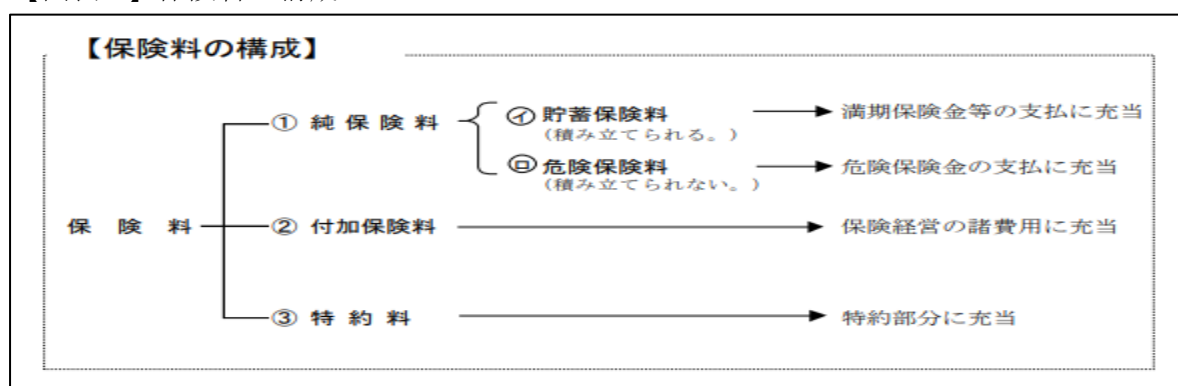 【保険料の構成】
① 純 保 険 料
㋑ 貯蓄保険料
(積み立てられる。)
満期保険金等の支払に充当
㋺ 危険保険料
(積み立てられない。)
危険保険金の支払に充当
保 険 料
② 付加保険料
保険経営の諸費用に充当
③ 特 約 料
特約部分に充当